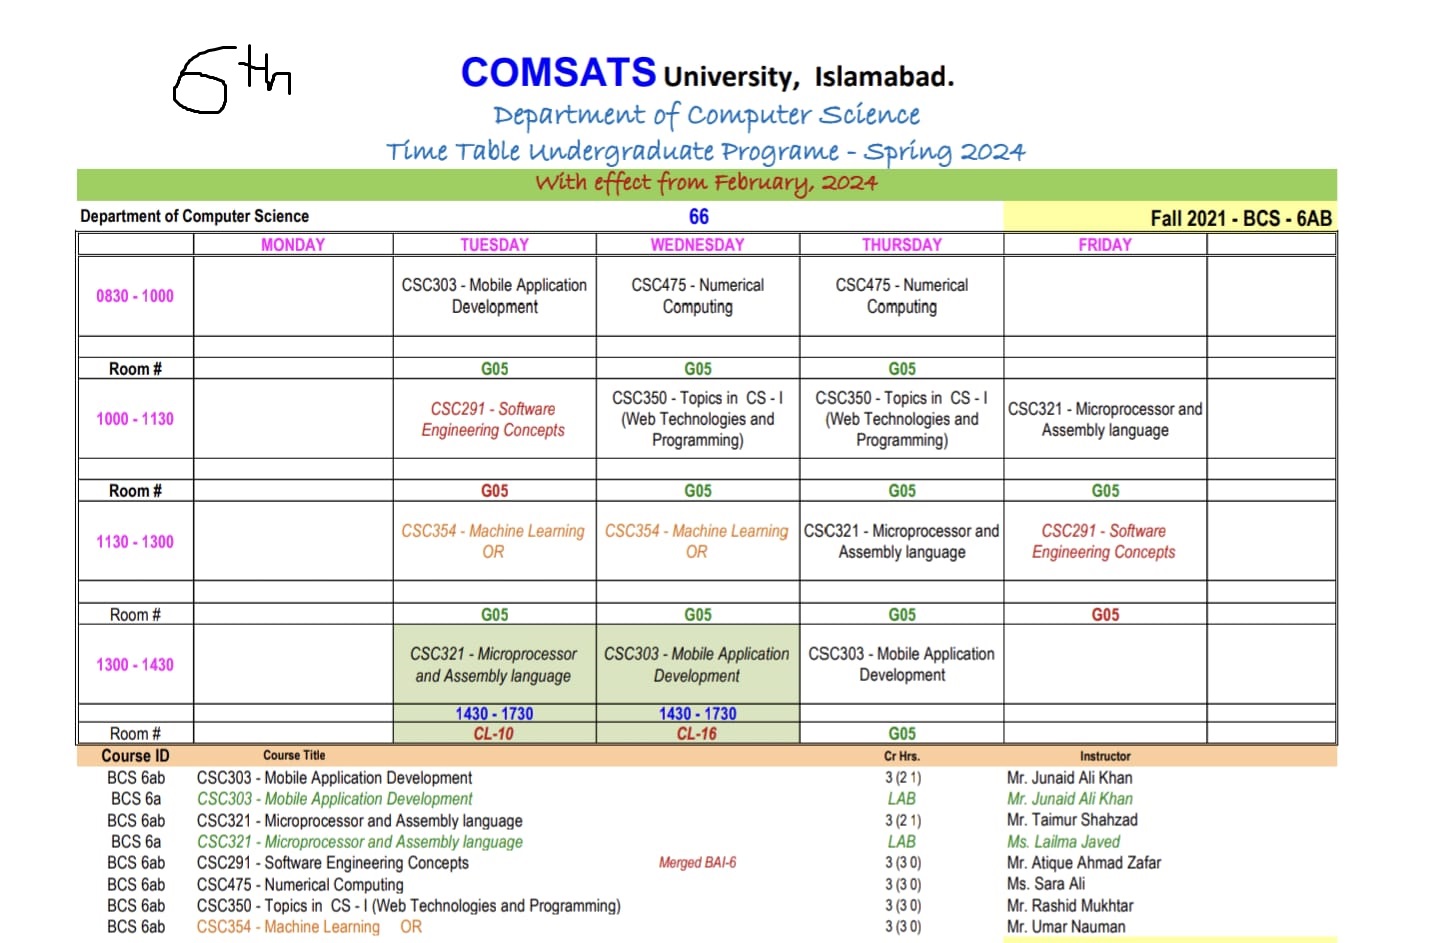 6th
COMSATS University, Islamabad.
Department of Computer Science
Time Table Undergraduate Programe - Spring 2024
With effect from February, 2024
Department of Computer Science 66 Fall 2021 - BCS - 6AB
MONDAY TUESDAY WEDNESDAY THURSDAY FRIDAY
0830 - 1000 CSC303 - Mobile Application Development CSC475 - Numerical Computing CSC475 - Numerical Computing
Room # G05 G05 G05
1000 - 1130 CSC291 - Software Engineering Concepts CSC350 - Topics in CS - I (Web Technologies and Programming) CSC350 - Topics in CS - I (Web Technologies and Programming) CSC321 - Microprocessor and Assembly language
Room # G05 G05 G05 G05
1130 - 1300 CSC354 - Machine Learning OR CSC354 - Machine Learning OR CSC321 - Microprocessor and Assembly language CSC291 - Software Engineering Concepts
Room # G05 G05 G05 G05
1300 - 1430 CSC321 - Microprocessor and Assembly language CSC303 - Mobile Application Development CSC303 - Mobile Application Development
1430 - 1730 1430 - 1730
Room # CL-10 CL-16 G05
Course ID Course Title Cr Hrs. Instructor
BCS 6ab CSC303 - Mobile Application Development 3 (2 1) Mr. Junaid Ali Khan
BCS 6a CSC303 - Mobile Application Development LAB Mr. Junaid Ali Khan
BCS 6ab CSC321 - Microprocessor and Assembly language 3 (2 1) Mr. Taimur Shahzad
BCS 6a CSC321 - Microprocessor and Assembly language LAB Ms. Lailma Javed
BCS 6ab CSC291 - Software Engineering Concepts Merged BAI-6 3 (3 0) Mr. Atique Ahmad Zafar
BCS 6ab CSC475 - Numerical Computing 3 (3 0) Ms. Sara Ali
BCS 6ab CSC350 - Topics in CS - I (Web Technologies and Programming) 3 (3 0) Mr. Rashid Mukhtar
BCS 6ab CSC354 - Machine Learning OR 3 (3 0) Mr. Umar Nauman